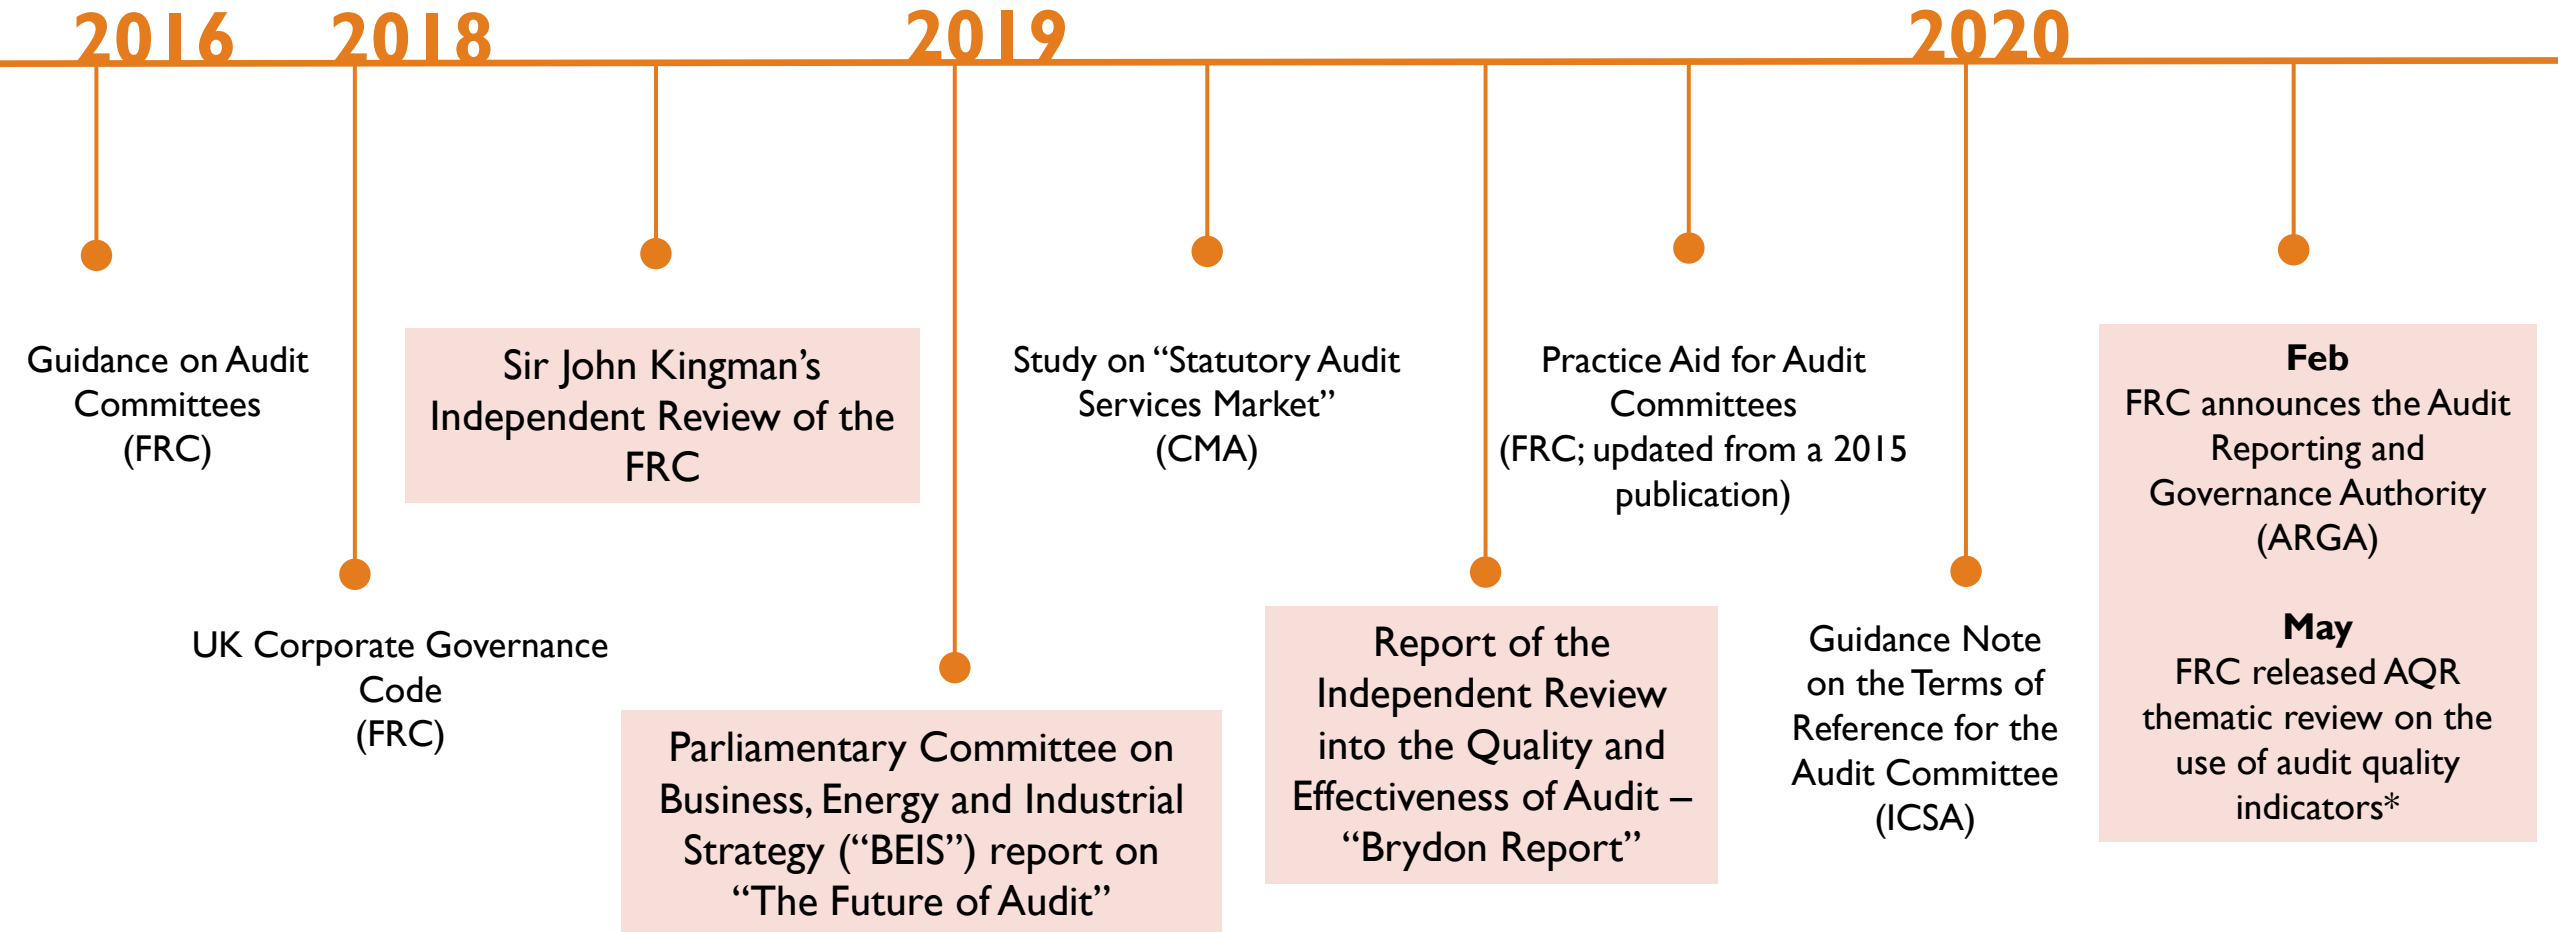 2016
2018
2019
2020
Guidance on Audit
Committees
(FRC)
UK Corporate Governance
Code
(FRC)
Sir John Kingman’s
Independent Review of the
FRC
Parliamentary Committee on
Business, Energy and Industrial
Strategy (“BEIS”) report on
“The Future of Audit”
Study on “Statutory Audit
Services Market”
(CMA)
Report of the
Independent Review
into the Quality and
Effectiveness of Audit –
“Brydon Report”
Practice Aid for Audit
Committees
(FRC; updated from a 2015
publication)
Guidance Note
on the Terms of
Reference for the
Audit Committee
(ICSA)
Feb
FRC announces the Audit
Reporting and
Governance Authority
(ARGA)
May
FRC released AQR
thematic review on the
use of audit quality
indicators*